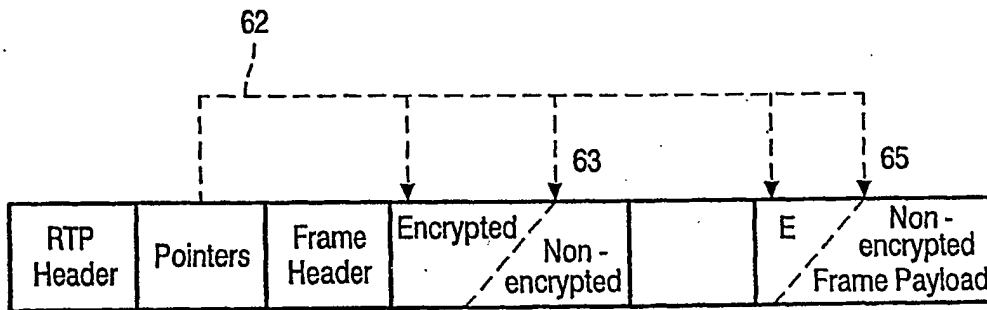 62
63
65
RTP
Header
Pointers
Frame
Header
Encrypted
Non -
encrypted
E
Non -
encrypted
Frame Payload